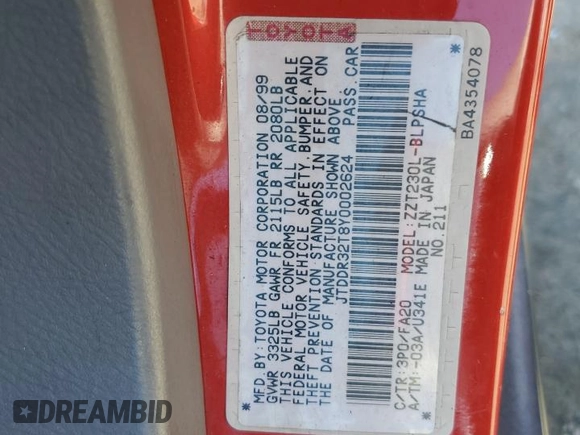 TOYOTA
MFD. BY: TOYOTA MOTOR CORPORATION 08/99
GVWR 3325LB GAWR FR 2115LB RR 2080LB
THIS VEHICLE CONFORMS TO ALL APPLICABLE
FEDERAL MOTOR VEHICLE SAFETY, BUMPER, AND
THEFT PREVENTION STANDARDS IN EFFECT ON
THE DATE OF MANUFACTURE SHOWN ABOVE.
JTDDR32T8Y0002624 PASS. CAR
C/TR: 3P0/FA20 MODEL: ZZT230L-BLPSHA
A/TM: -03A/U341E MADE IN JAPAN
NO. 211
* BA4354078 *
DREAMBID